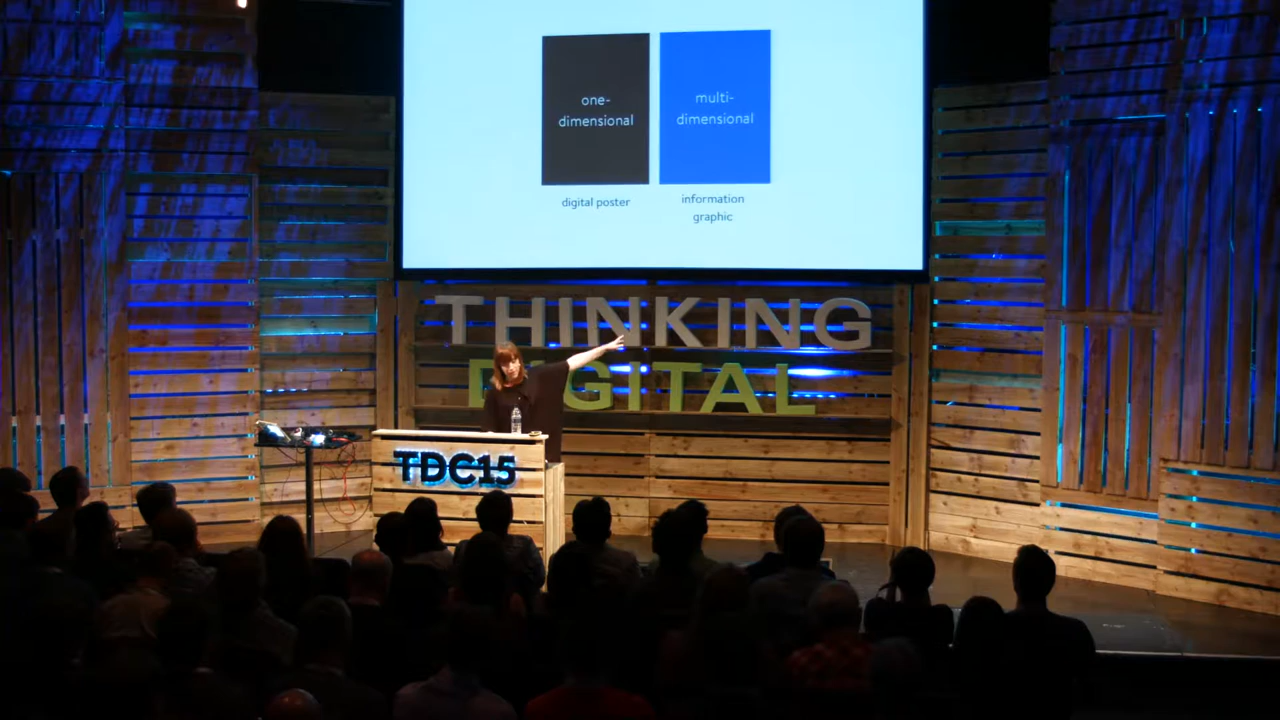 one-
dimensional
multi-
dimensional
digital poster
information
graphic
THINKING
DIGITAL
TDC15